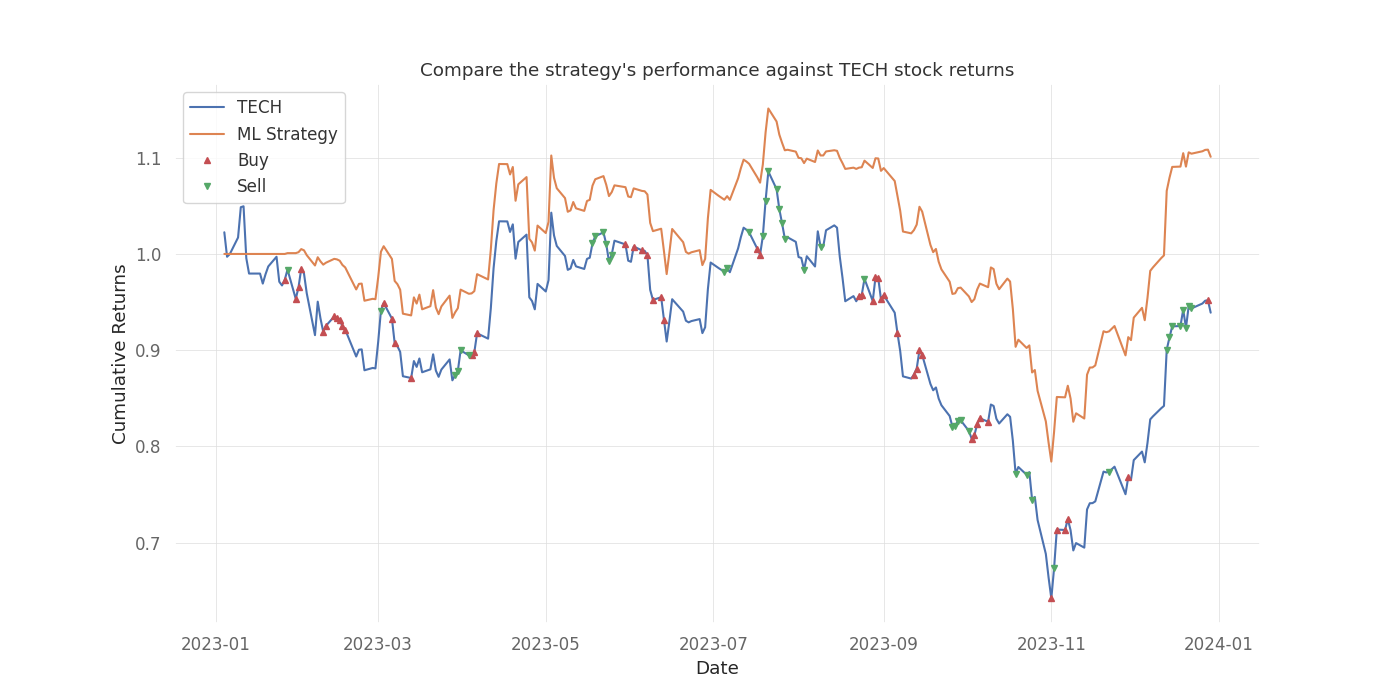 Compare the strategy's performance against TECH stock returns
TECH
ML Strategy
Buy
Sell
Cumulative Returns
1.1
1.0
0.9
0.8
0.7
2023-01 2023-03 2023-05 2023-07 2023-09 2023-11 2024-01
Date